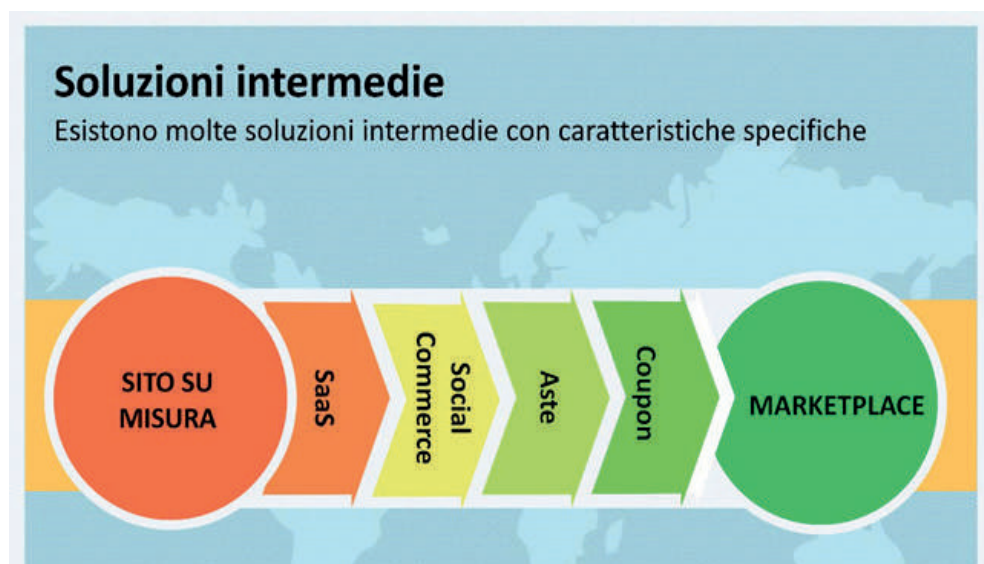 Soluzioni intermedie
Esistono molte soluzioni intermedie con caratteristiche specifiche
SITO SU
MISURA
SaaS
Social
Commerce
Aste
Coupon
MARKETPLACE